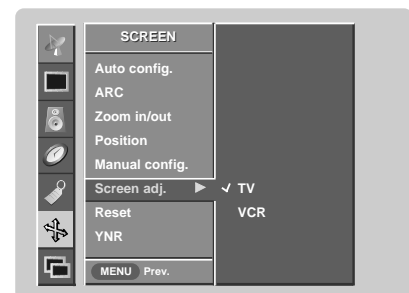 SCREEN
Auto config.
ARC
Zoom in/out
Position
Manual config.
Screen adj. ▶ ✓ TV
Reset VCR
YNR
MENU Prev.